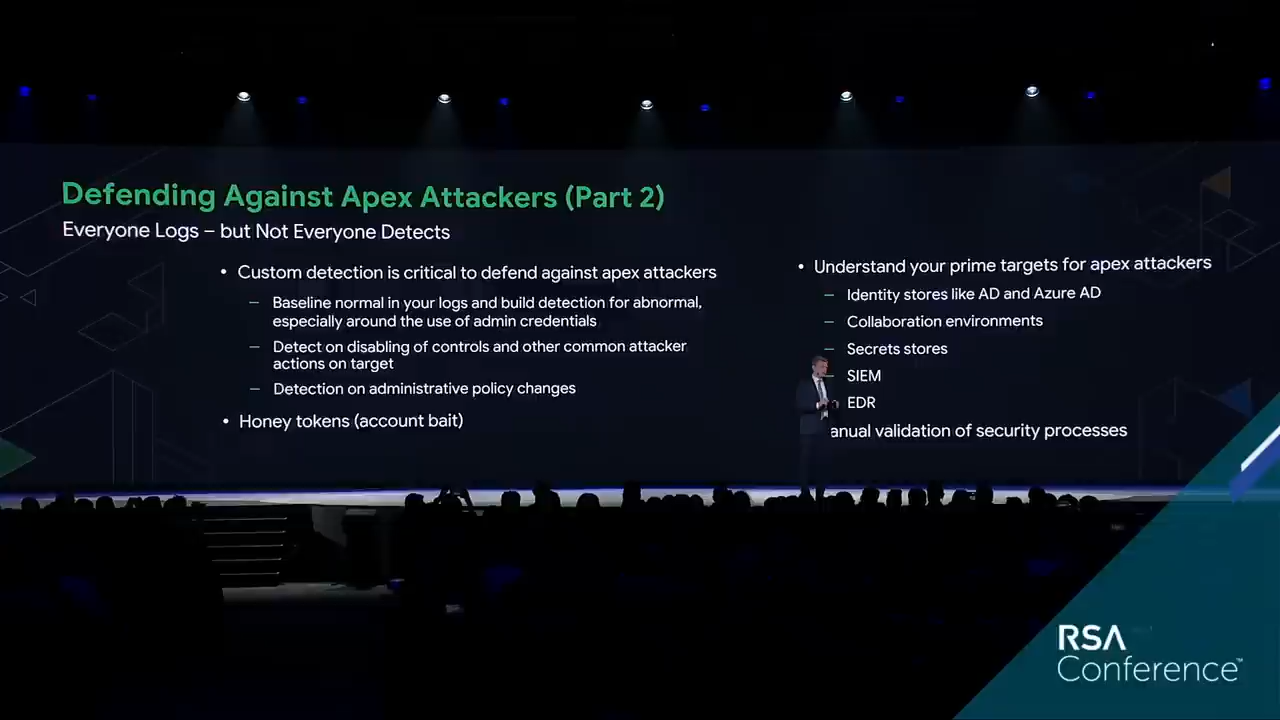 Defending Against Apex Attackers (Part 2)
Everyone Logs – but Not Everyone Detects
• Custom detection is critical to defend against apex attackers
– Baseline normal in your logs and build detection for abnormal,
especially around the use of admin credentials
– Detect on disabling of controls and other common attacker
actions on target
– Detection on administrative policy changes
• Honey tokens (account bait)
• Understand your prime targets for apex attackers
– Identity stores like AD and Azure AD
– Collaboration environments
– Secrets stores
– SIEM
EDR
anual validation of security processes
RSA
Conference™